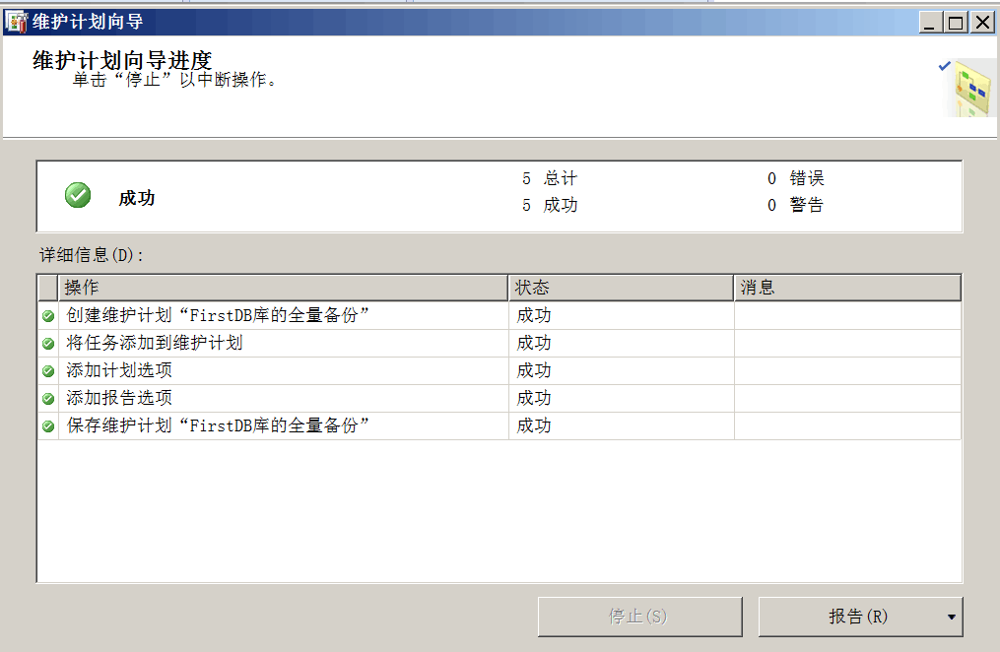 维护计划向导
维护计划向导进度
单击“停止”以中断操作。
成功
5 总计
0 错误
5 成功
0 警告
详细信息(D):
操作 状态 消息
创建维护计划“FirstDB库的全量备份” 成功
将任务添加到维护计划 成功
添加计划选项 成功
添加报告选项 成功
保存维护计划“FirstDB库的全量备份” 成功
停止(S) 报告(R)